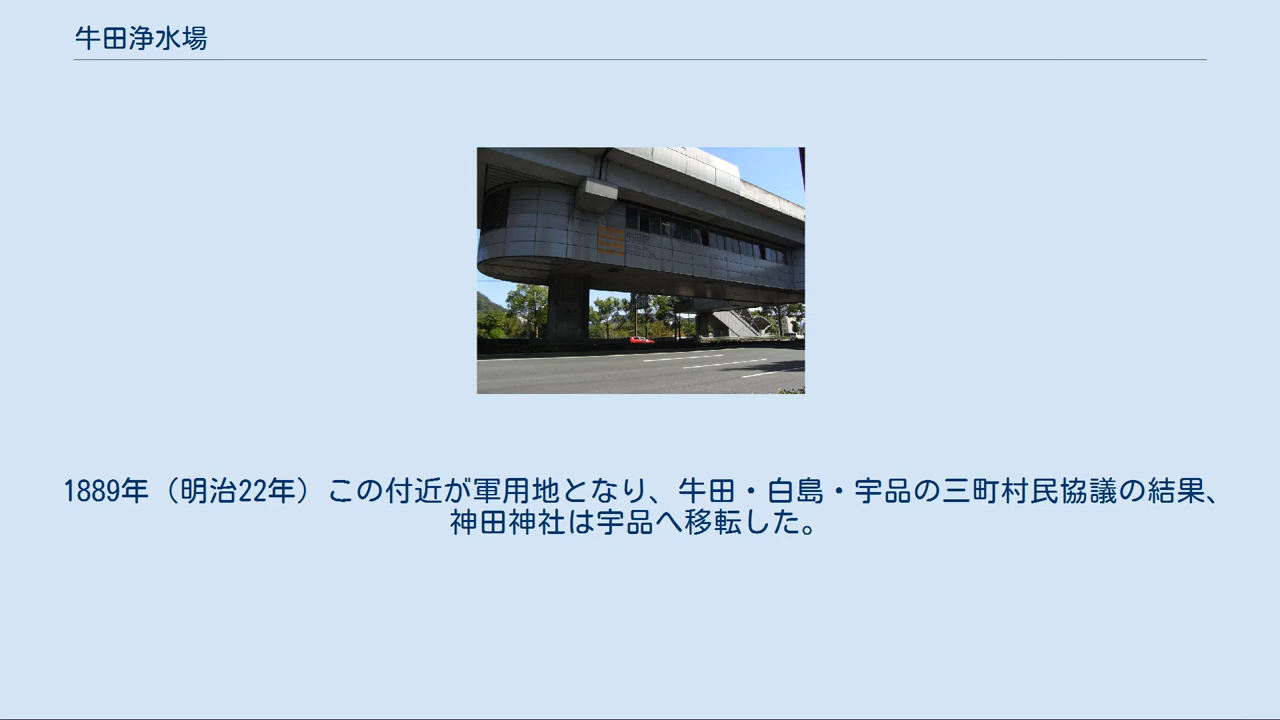 牛田浄水場
1889年（明治22年）この付近が軍用地となり、牛田・白島・宇品の三町村民協議の結果、
神田神社は宇品へ移転した。